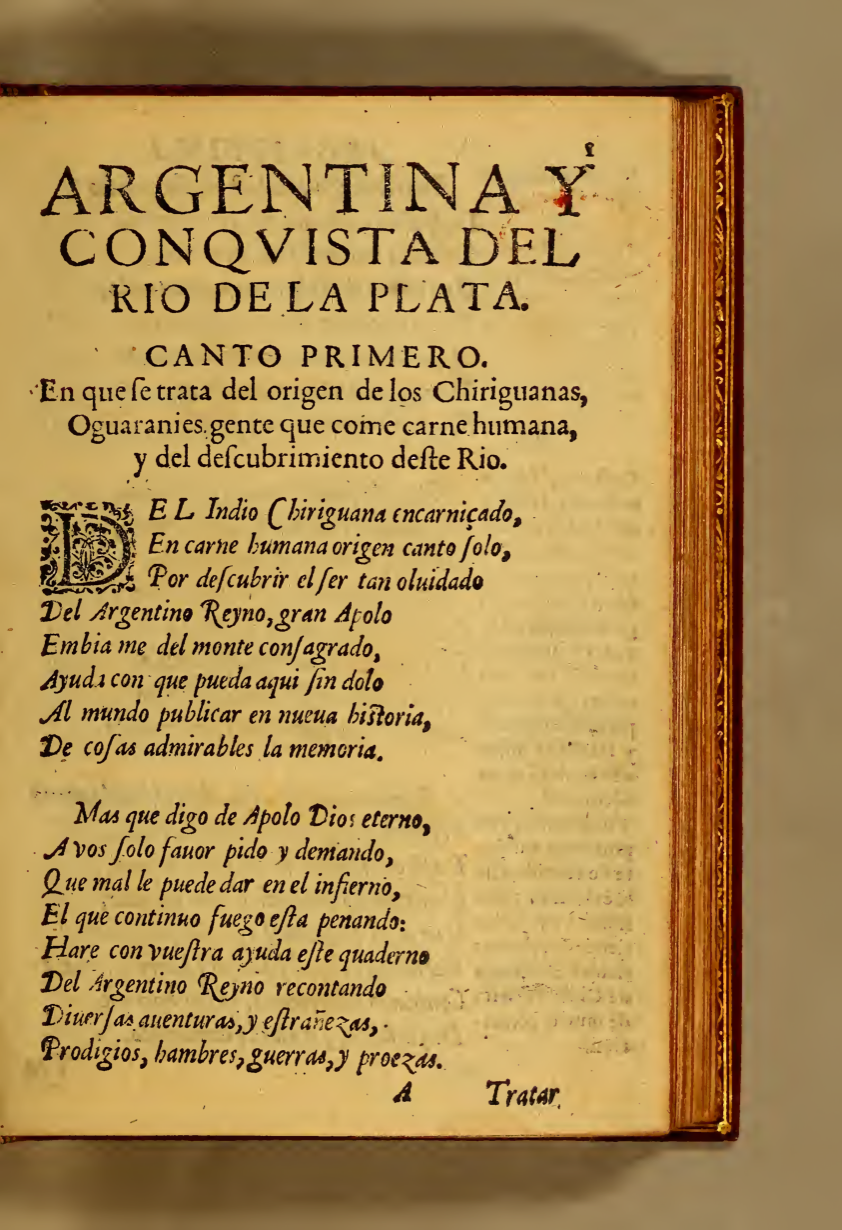 1
ARGENTINA Y
CONQVISTA DEL
RIO DE LA PLATA.
CANTO PRIMERO.
En que ſe trata del origen de los Chiriguanas,
Oguaranies gente que come carne humana,
y del deſcubrimiento deſte Rio.
DEL Indio Chiriguana encarniçado,
En carne humana origen canto ſolo,
Por deſcubrir el ſer tan oluidado
Del Argentino Reyno, gran Apolo
Embia me del monte conſagrado,
Ayuda con que pueda aqui ſin dolo
Al mundo publicar en nueua hiſtoria,
De coſas admirables la memoria.
Mas que digo de Apolo Dios eterno,
A vos ſolo fauor pido y demando,
Que mal le puede dar en el infierno,
El que continuo fuego eſta penando:
Hare con vueſtra ayuda eſte quaderno
Del Argentino Reyno recontando
Diuerſas auenturas, y eſtrañezas,
Prodigios, hambres, guerras, y proezas.
A Tratar